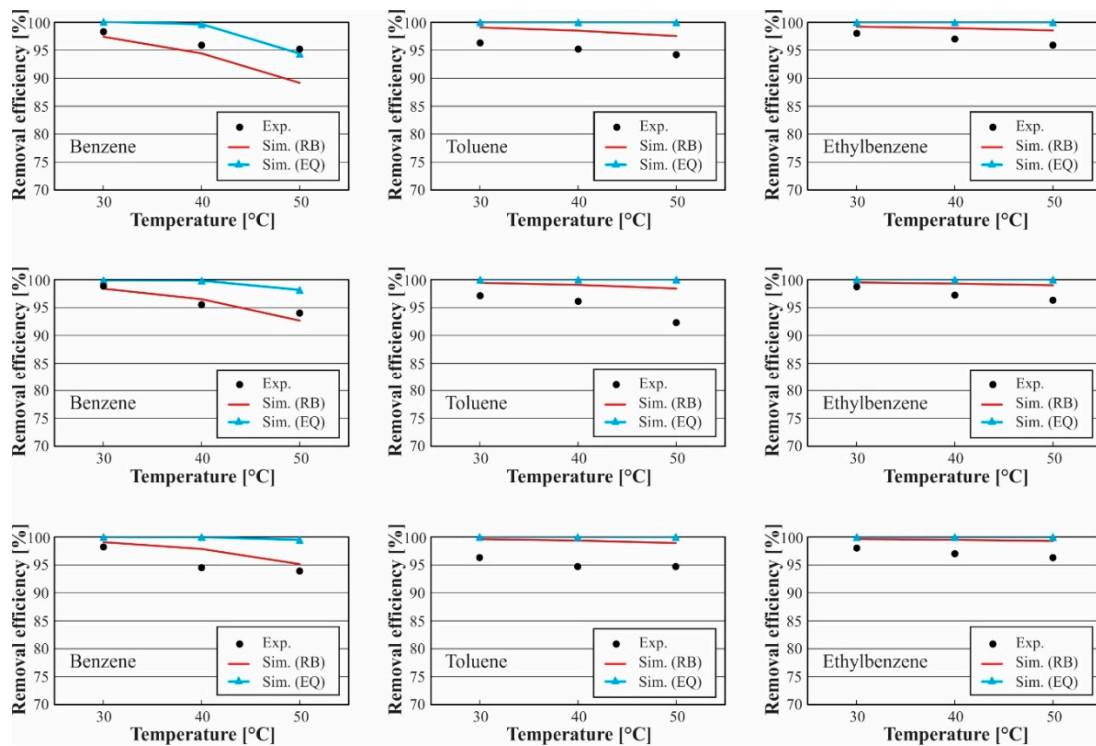 Removal efficiency [%]
100
95
90
85
80
75
70
Benzene
Exp.
Sim. (RB)
Sim. (EQ)
30 40 50
Temperature [°C]
Removal efficiency [%]
100
95
90
85
80
75
70
Toluene
Exp.
Sim. (RB)
Sim. (EQ)
30 40 50
Temperature [°C]
Removal efficiency [%]
100
95
90
85
80
75
70
Ethylbenzene
Exp.
Sim. (RB)
Sim. (EQ)
30 40 50
Temperature [°C]
Removal efficiency [%]
100
95
90
85
80
75
70
Benzene
Exp.
Sim. (RB)
Sim. (EQ)
30 40 50
Temperature [°C]
Removal efficiency [%]
100
95
90
85
80
75
70
Toluene
Exp.
Sim. (RB)
Sim. (EQ)
30 40 50
Temperature [°C]
Removal efficiency [%]
100
95
90
85
80
75
70
Ethylbenzene
Exp.
Sim. (RB)
Sim. (EQ)
30 40 50
Temperature [°C]
Removal efficiency [%]
100
95
90
85
80
75
70
Benzene
Exp.
Sim. (RB)
Sim. (EQ)
30 40 50
Temperature [°C]
Removal efficiency [%]
100
95
90
85
80
75
70
Toluene
Exp.
Sim. (RB)
Sim. (EQ)
30 40 50
Temperature [°C]
Removal efficiency [%]
100
95
90
85
80
75
70
Ethylbenzene
Exp.
Sim. (RB)
Sim. (EQ)
30 40 50
Temperature [°C]